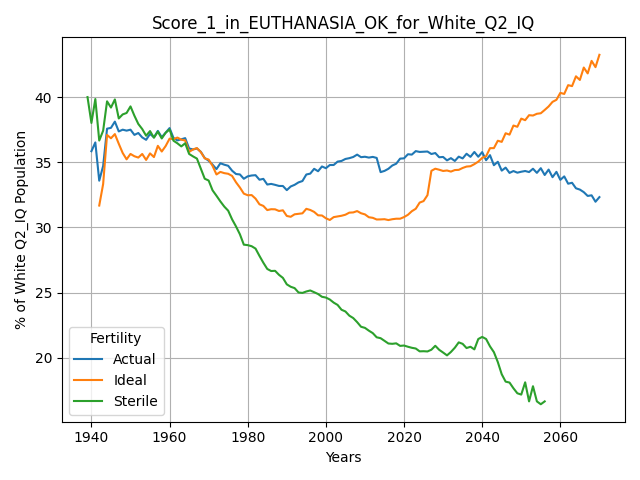 Score_1_in_EUTHANASIA_OK_for_White_Q2_IQ
% of White Q2_IQ Population
40
35
30
25
20
Fertility
Actual
Ideal
Sterile
1940 1960 1980 2000 2020 2040 2060
Years